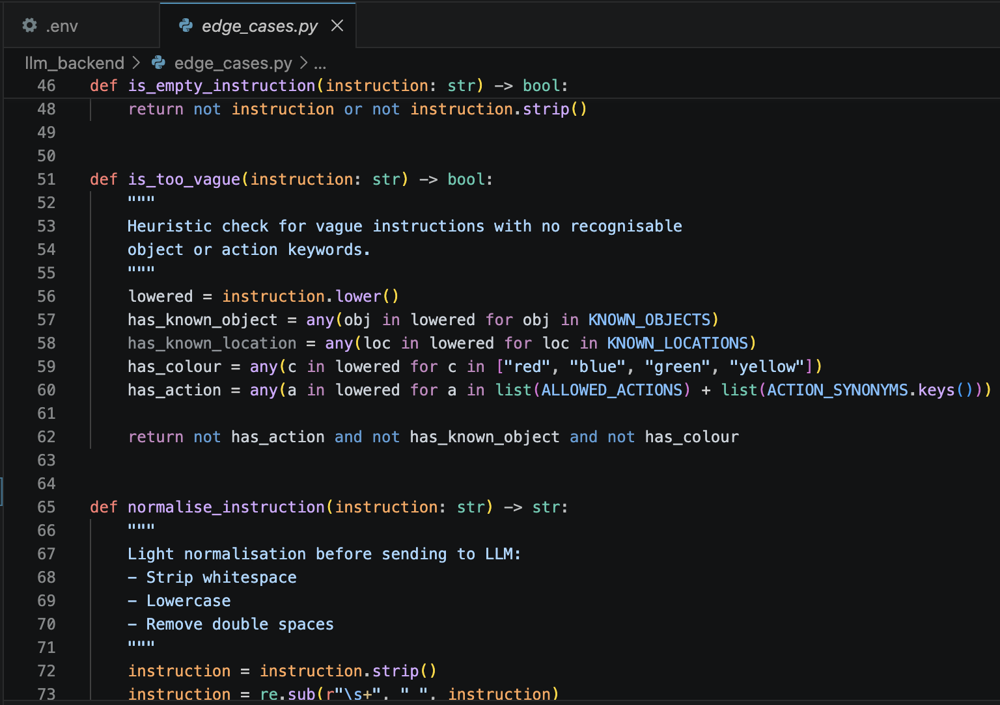 .env
edge_cases.py
llm_backend > edge_cases.py > ...
46 def is_empty_instruction(instruction: str) -> bool:
48     return not instruction or not instruction.strip()
49
50
51 def is_too_vague(instruction: str) -> bool:
52     """
53     Heuristic check for vague instructions with no recognisable
54     object or action keywords.
55     """
56     lowered = instruction.lower()
57     has_known_object = any(obj in lowered for obj in KNOWN_OBJECTS)
58     has_known_location = any(loc in lowered for loc in KNOWN_LOCATIONS)
59     has_colour = any(c in lowered for c in ["red", "blue", "green", "yellow"])
60     has_action = any(a in lowered for a in list(ALLOWED_ACTIONS) + list(ACTION_SYNONYMS.keys()))
61
62     return not has_action and not has_known_object and not has_colour
63
64
65 def normalise_instruction(instruction: str) -> str:
66     """
67     Light normalisation before sending to LLM:
68     - Strip whitespace
69     - Lowercase
70     - Remove double spaces
71     """
72     instruction = instruction.strip()
73     instruction = re.sub(r"\s+", " ", instruction)